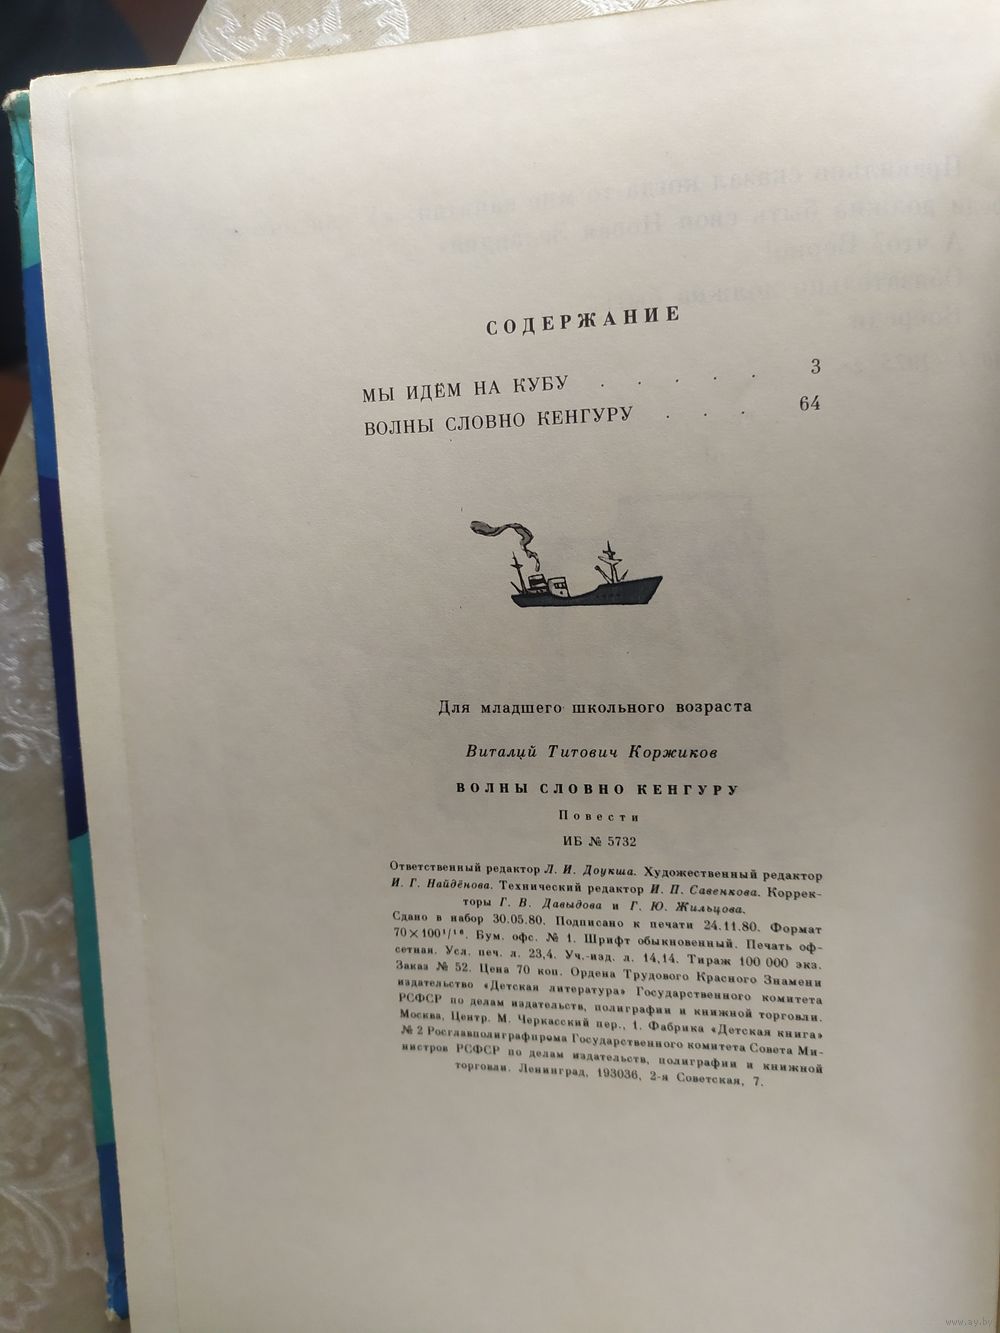 СОДЕРЖАНИЕ
МЫ ИДЁМ НА КУБУ . . . . . 3
ВОЛНЫ СЛОВНО КЕНГУРУ . . . 64
Для младшего школьного возраста
Виталий Титович Коржиков
ВОЛНЫ СЛОВНО КЕНГУРУ
Повести
ИБ № 5732
Ответственный редактор Л. И. Доукша. Художественный редактор
И. Г. Найдёнова. Технический редактор И. П. Савенкова. Коррек-
торы Г. В. Давыдова и Г. Ю. Жильцова.
Сдано в набор 30.05.80. Подписано к печати 24.11.80. Формат
70×100¹/¹⁶. Бум. офс. № 1. Шрифт обыкновенный. Печать оф-
сетная. Усл. печ. л. 23,4. Уч.-изд. л. 14,14. Тираж 100 000 экз.
Заказ № 52. Цена 70 коп. Ордена Трудового Красного Знамени
издательство «Детская литература» Государственного комитета
РСФСР по делам издательств, полиграфии и книжной торговли.
Москва, Центр, М. Черкасский пер., 1. Фабрика «Детская книга»
№ 2 Росглавполиграфпрома Государственного комитета Совета Ми-
нистров РСФСР по делам издательств, полиграфии и книжной
торговли. Ленинград, 193036, 2-я Советская, 7.
www.ay.by